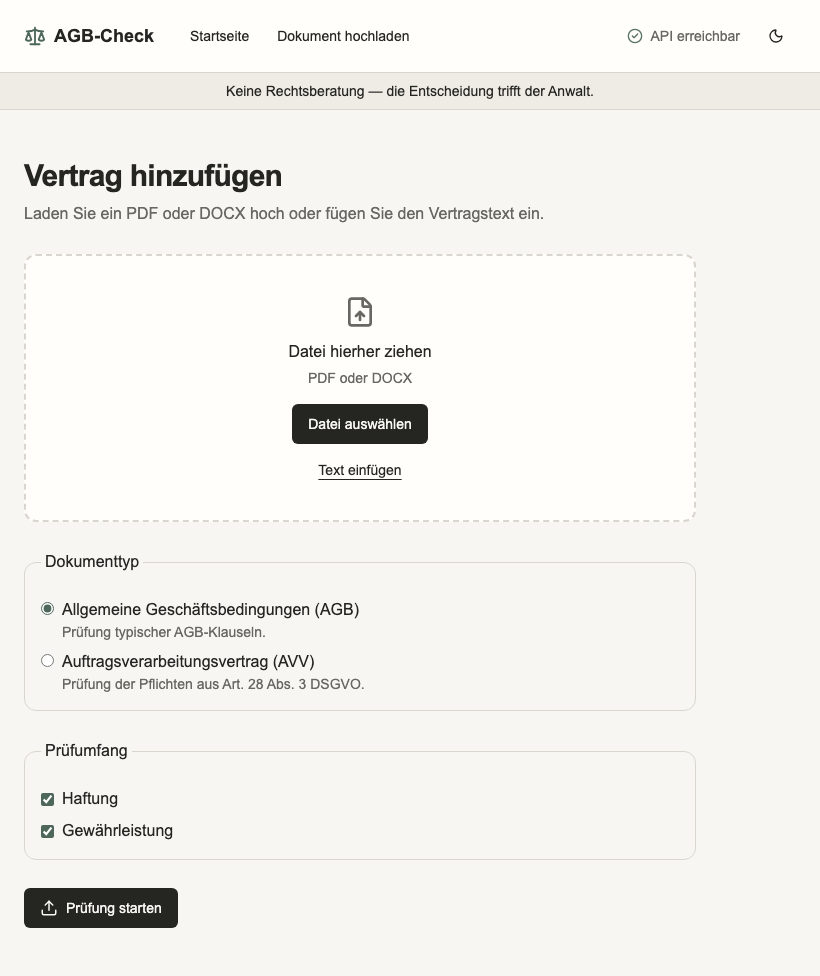 AGB-Check
Startseite
Dokument hochladen
API erreichbar
Keine Rechtsberatung — die Entscheidung trifft der Anwalt.
Vertrag hinzufügen
Laden Sie ein PDF oder DOCX hoch oder fügen Sie den Vertragstext ein.
Datei hierher ziehen
PDF oder DOCX
Datei auswählen
Text einfügen
Dokumenttyp
Allgemeine Geschäftsbedingungen (AGB)
Prüfung typischer AGB-Klauseln.
Auftragsverarbeitungsvertrag (AVV)
Prüfung der Pflichten aus Art. 28 Abs. 3 DSGVO.
Prüfumfang
Haftung
Gewährleistung
Prüfung starten